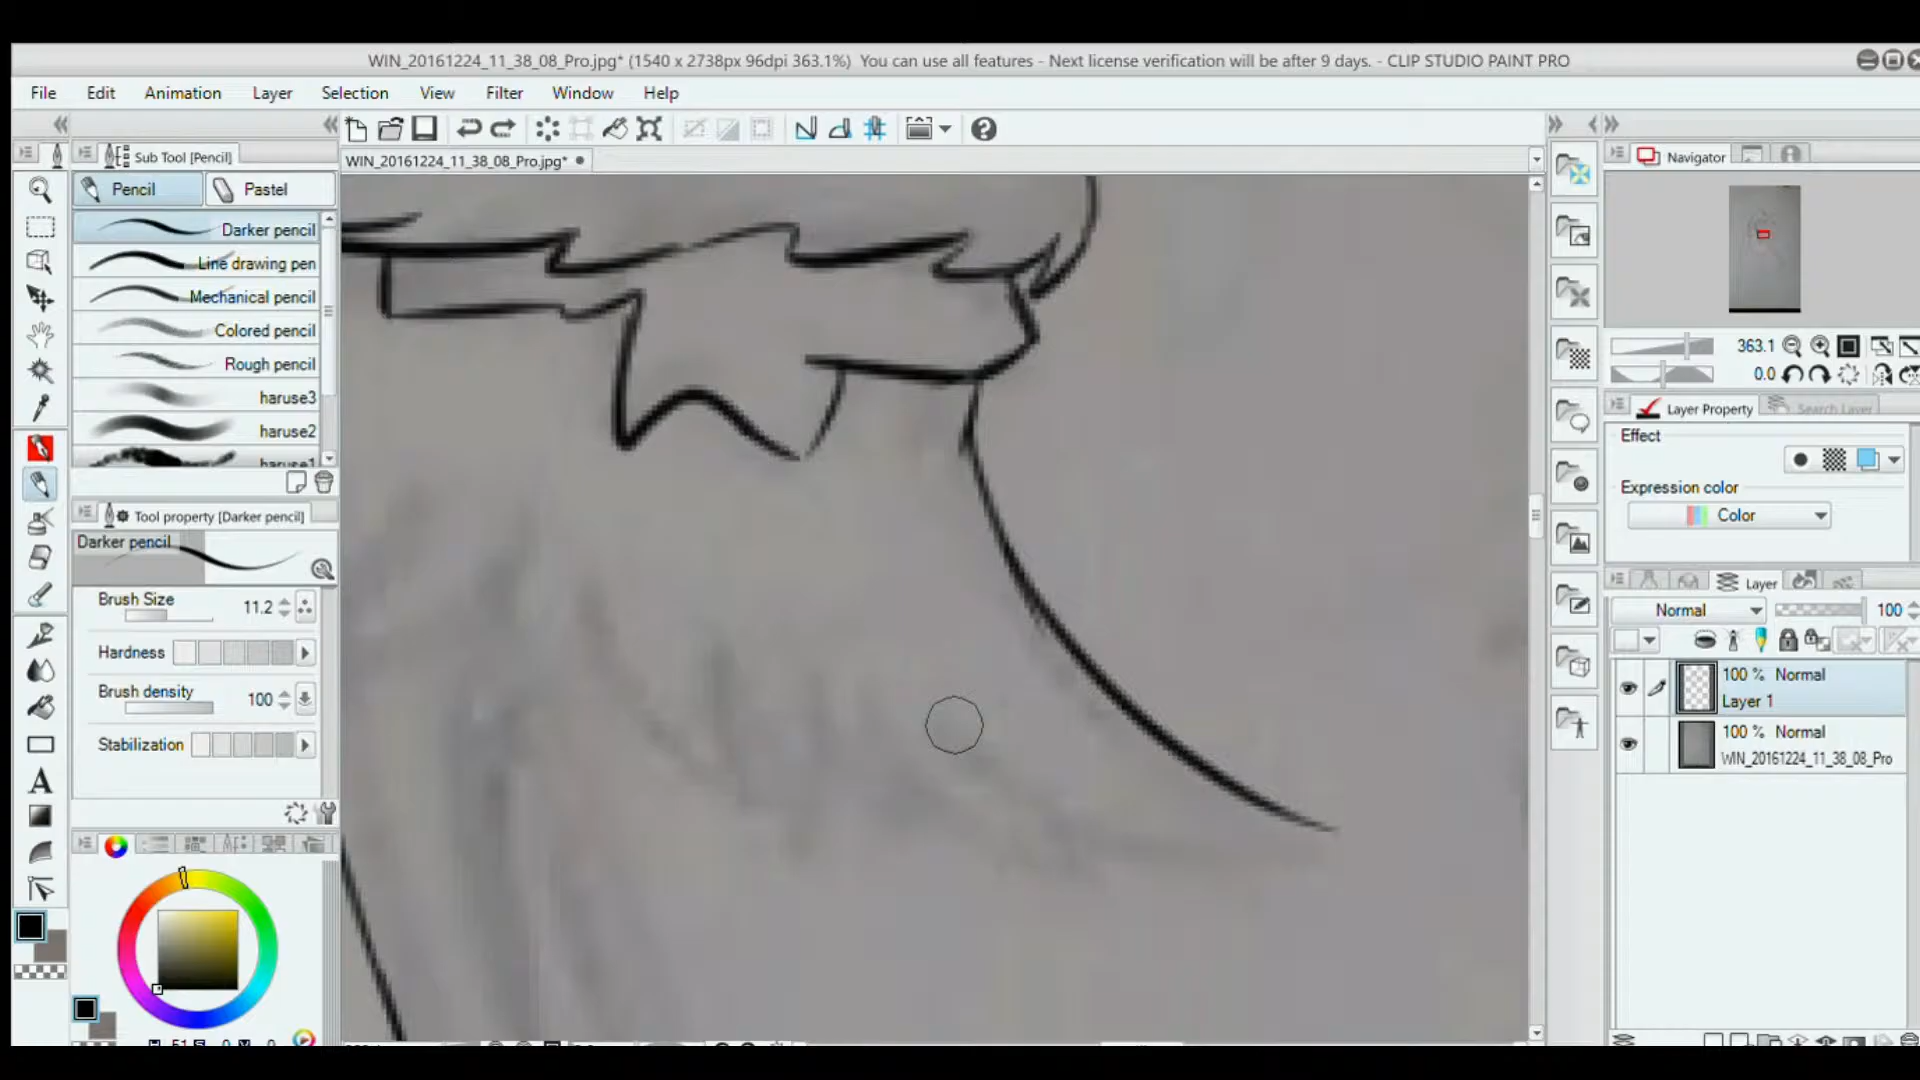 WIN_20161224_11_38_08_Pro.jpg* (1540 x 2738px 96dpi 363.1%)  You can use all features - Next license verification will be after 9 days. - CLIP STUDIO PAINT PRO
File Edit Animation Layer Selection View Filter Window Help
Sub Tool [Pencil]
WIN_20161224_11_38_08_Pro.jpg*
Navigator
Pencil Pastel
Darker pencil
Line drawing pen
Mechanical pencil
Colored pencil
Rough pencil
haruse3
haruse2
haruse1
363.1
0.0
Layer Property Search Layer
Effect
Expression color
Color
Tool property [Darker pencil]
Darker pencil
Brush Size 11.2
Hardness
Brush density 100
Stabilization
Layer
Normal 100
100 % Normal
Layer 1
100 % Normal
WIN_20161224_11_38_08_Pro
A